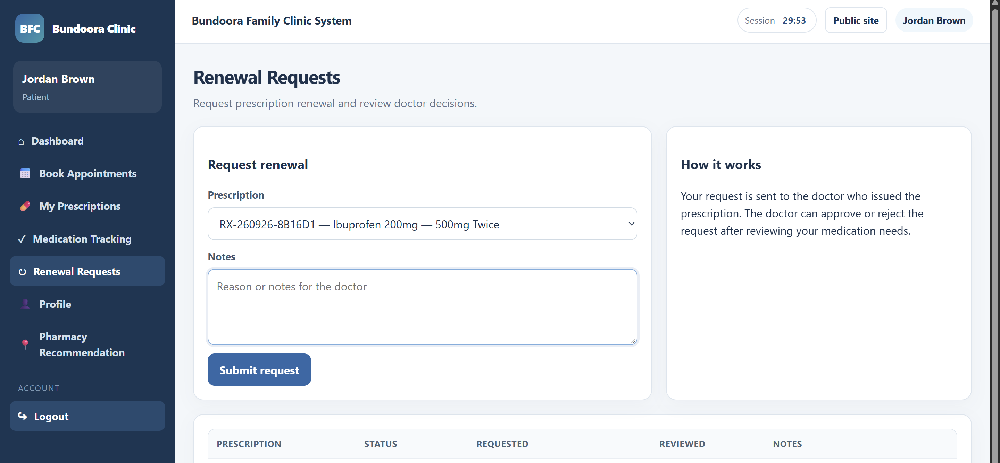 BFC Bundoora Clinic
Jordan Brown
Patient
Dashboard
Book Appointments
My Prescriptions
Medication Tracking
Renewal Requests
Profile
Pharmacy
Recommendation
ACCOUNT
Logout
Bundoora Family Clinic System
Session 29:53
Public site
Jordan Brown
Renewal Requests
Request prescription renewal and review doctor decisions.
Request renewal
Prescription
RX-260926-8B16D1 — Ibuprofen 200mg — 500mg Twice
Notes
Reason or notes for the doctor
Submit request
How it works
Your request is sent to the doctor who issued the
prescription. The doctor can approve or reject the
request after reviewing your medication needs.
PRESCRIPTION STATUS REQUESTED REVIEWED NOTES